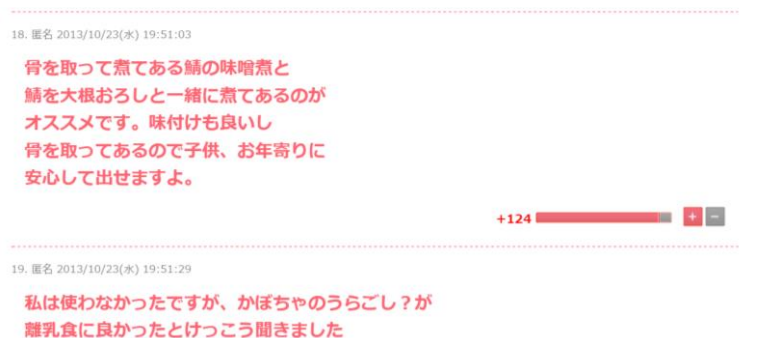 18. 匿名 2013/10/23(水) 19:51:03
骨を取って煮てある鯖の味噌煮と
鯖を大根おろしと一緒に煮てあるのが
オススメです。味付けも良いし
骨を取ってあるので子供、お年寄りに
安心して出せますよ。
+124
+ −
19. 匿名 2013/10/23(水) 19:51:29
私は使わなかったですが、かぼちゃのうらごし？が
離乳食に良かったとけっこう聞きました